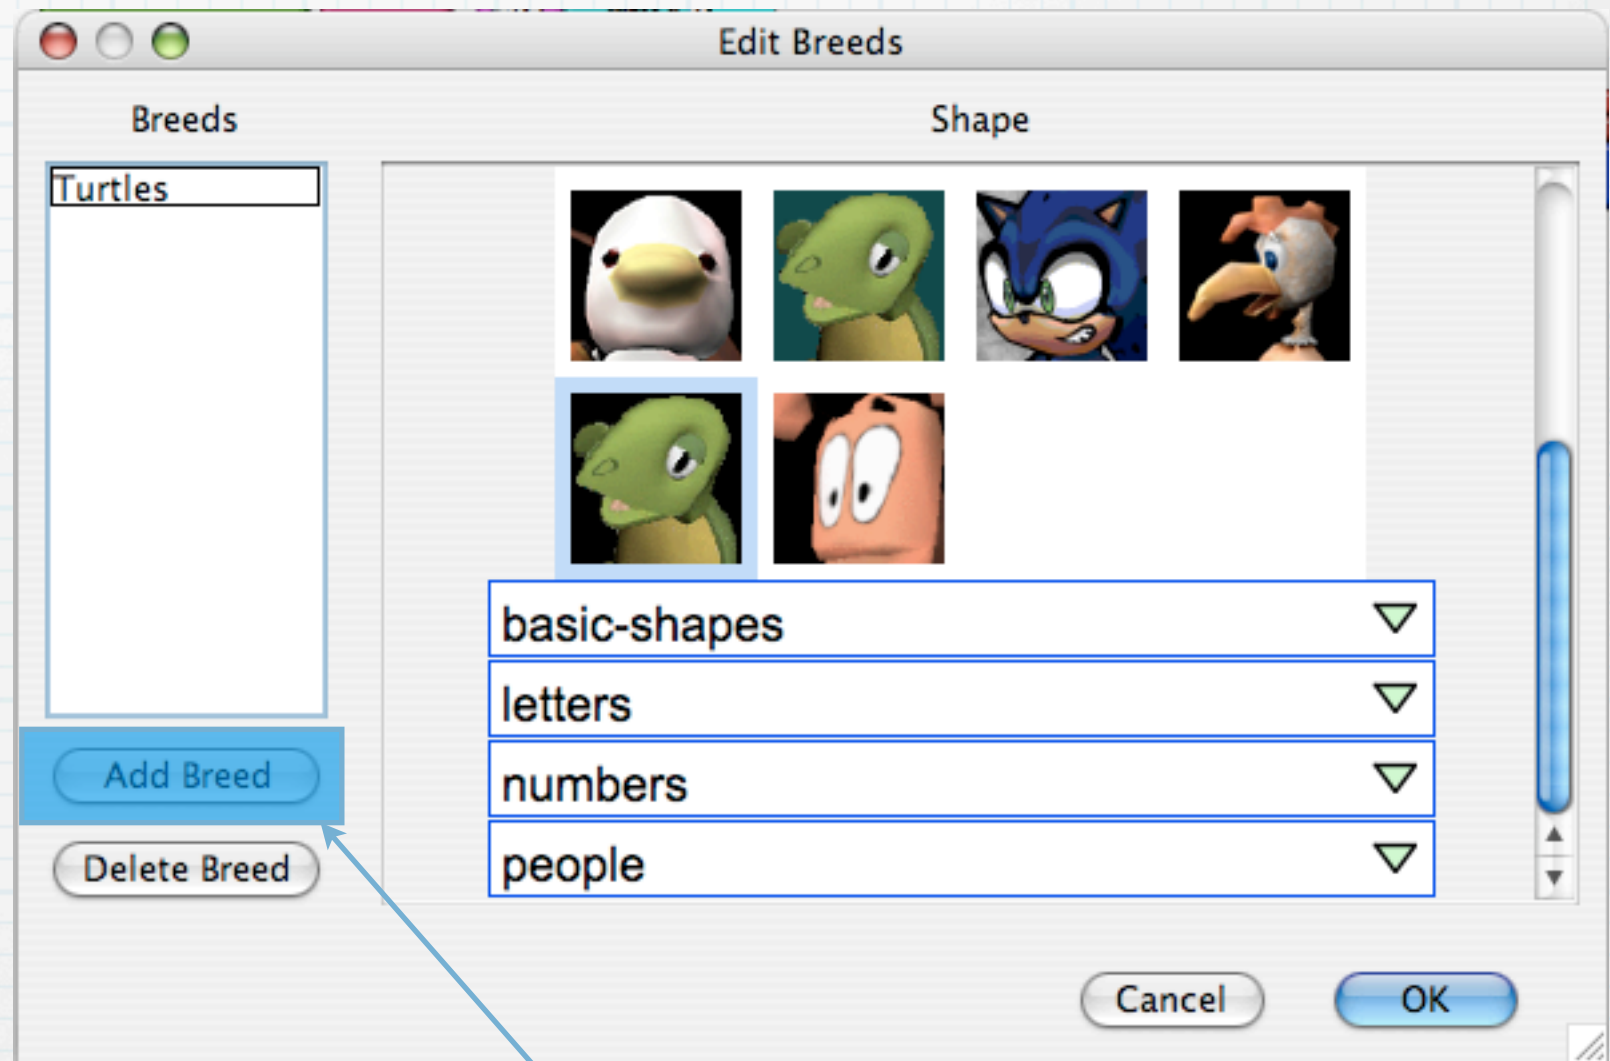 Edit Breeds
Breeds
Shape
Turtles
basic-shapes
letters
numbers
people
Add Breed
Delete Breed
Cancel
OK